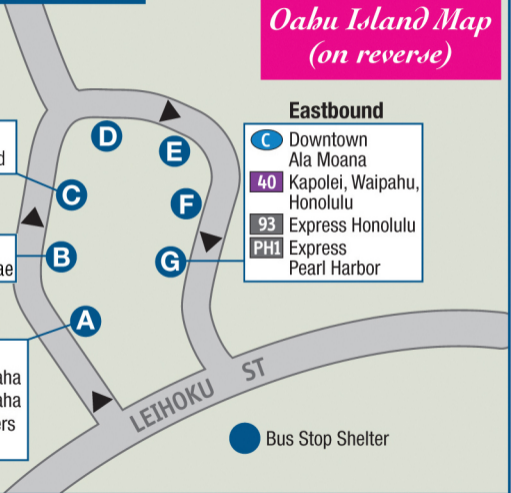 Oahu Island Map
(on reverse)
Eastbound
C Downtown
Ala Moana
40 Kapolei, Waipahu,
Honolulu
93 Express Honolulu
PH1 Express
Pearl Harbor
D
E
C
F
B
G
A
LEIHOKU ST
Bus Stop Shelter